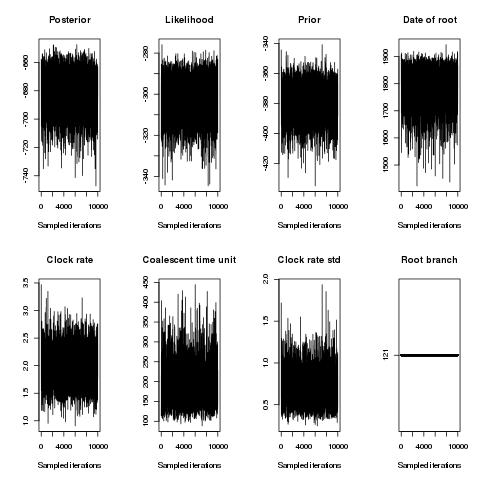 Posterior
Likelihood
Prior
Date of root
-660
-680
-700
-720
-740
-280
-300
-320
-340
-340
-360
-380
-400
-420
1900
1800
1700
1600
1500
0 4000 10000
0 4000 10000
0 4000 10000
0 4000 10000
Sampled iterations
Sampled iterations
Sampled iterations
Sampled iterations
Clock rate
Coalescent time unit
Clock rate std
Root branch
3.5
3.0
2.5
2.0
1.5
1.0
450
400
350
300
250
200
150
100
2.0
1.5
1.0
0.5
121
0 4000 10000
0 4000 10000
0 4000 10000
0 4000 10000
Sampled iterations
Sampled iterations
Sampled iterations
Sampled iterations